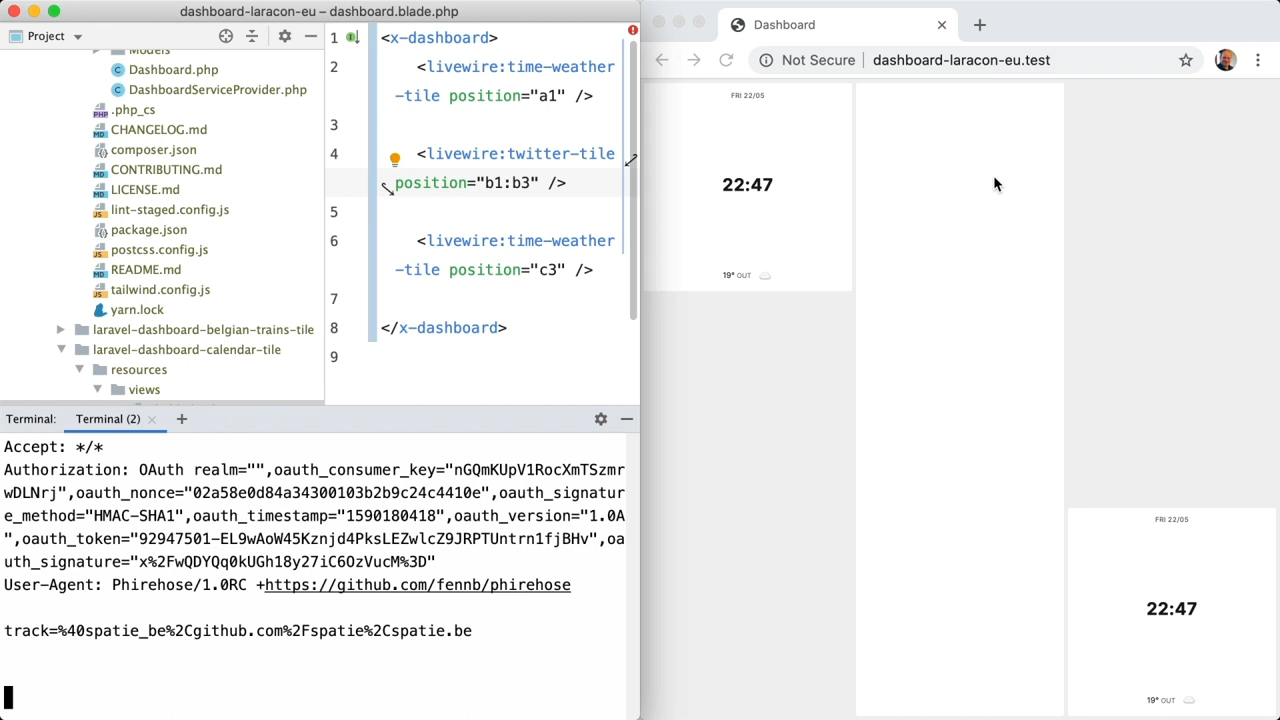 dashboard-laracon-eu – dashboard.blade.php
Project
Models
Dashboard.php
DashboardServiceProvider.php
.php_cs
CHANGELOG.md
composer.json
CONTRIBUTING.md
LICENSE.md
lint-staged.config.js
package.json
postcss.config.js
README.md
tailwind.config.js
yarn.lock
laravel-dashboard-belgian-trains-tile
laravel-dashboard-calendar-tile
resources
views
1 <x-dashboard>
2 <livewire:time-weather
-tile position="a1" />
3
4 <livewire:twitter-tile
position="b1:b3" />
5
6 <livewire:time-weather
-tile position="c3" />
7
8 </x-dashboard>
9
Terminal: Terminal (2)
Accept: */*
Authorization: OAuth realm="",oauth_consumer_key="nGQmKUpV1RocXmTSzmr
wDLNrj",oauth_nonce="02a58e0d84a34300103b2b9c24c4410e",oauth_signatur
e_method="HMAC-SHA1",oauth_timestamp="1590180418",oauth_version="1.0A
",oauth_token="92947501-EL9wAoW45Kznjd4PksLEZwlcZ9JRPTUntrn1fjBHv",oa
uth_signature="x%2FwQDYQq0kUGh18y27iC6OzVucM%3D"
User-Agent: Phirehose/1.0RC +https://github.com/fennb/phirehose
track=%40spatie_be%2Cgithub.com%2Fspatie%2Cspatie.be
Dashboard
Not Secure dashboard-laracon-eu.test
FRI 22/05
22:47
19° OUT
FRI 22/05
22:47
19° OUT